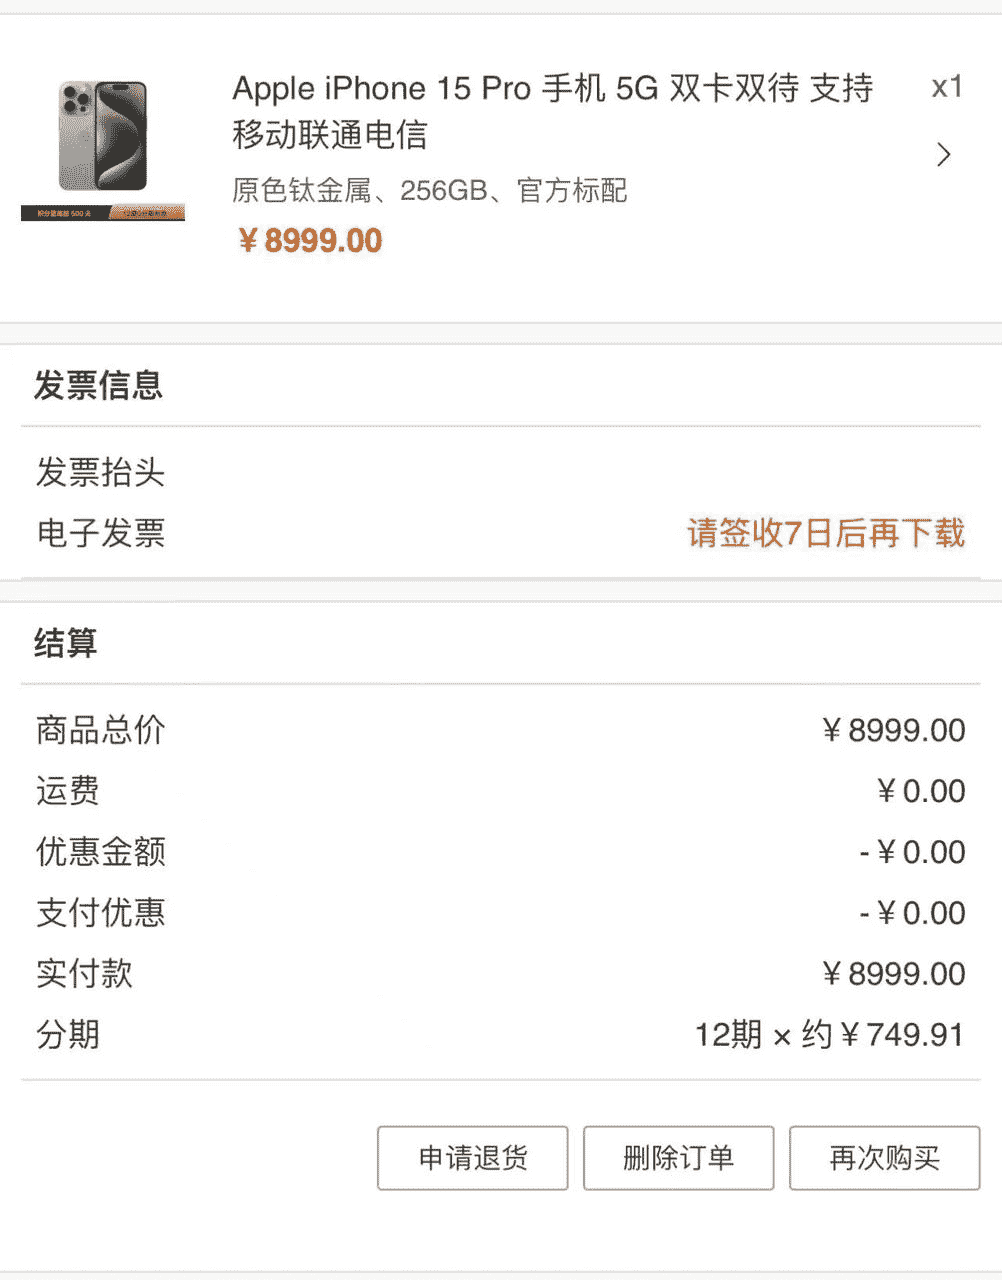 Apple iPhone 15 Pro 手机 5G 双卡双待 支持
移动联通电信
x1
原色钛金属、256GB、官方标配
¥8999.00
发票信息
发票抬头
电子发票
请签收7日后再下载
结算
商品总价
¥8999.00
运费
¥0.00
优惠金额
-¥0.00
支付优惠
-¥0.00
实付款
¥8999.00
分期
12期 × 约¥749.91
申请退货
删除订单
再次购买